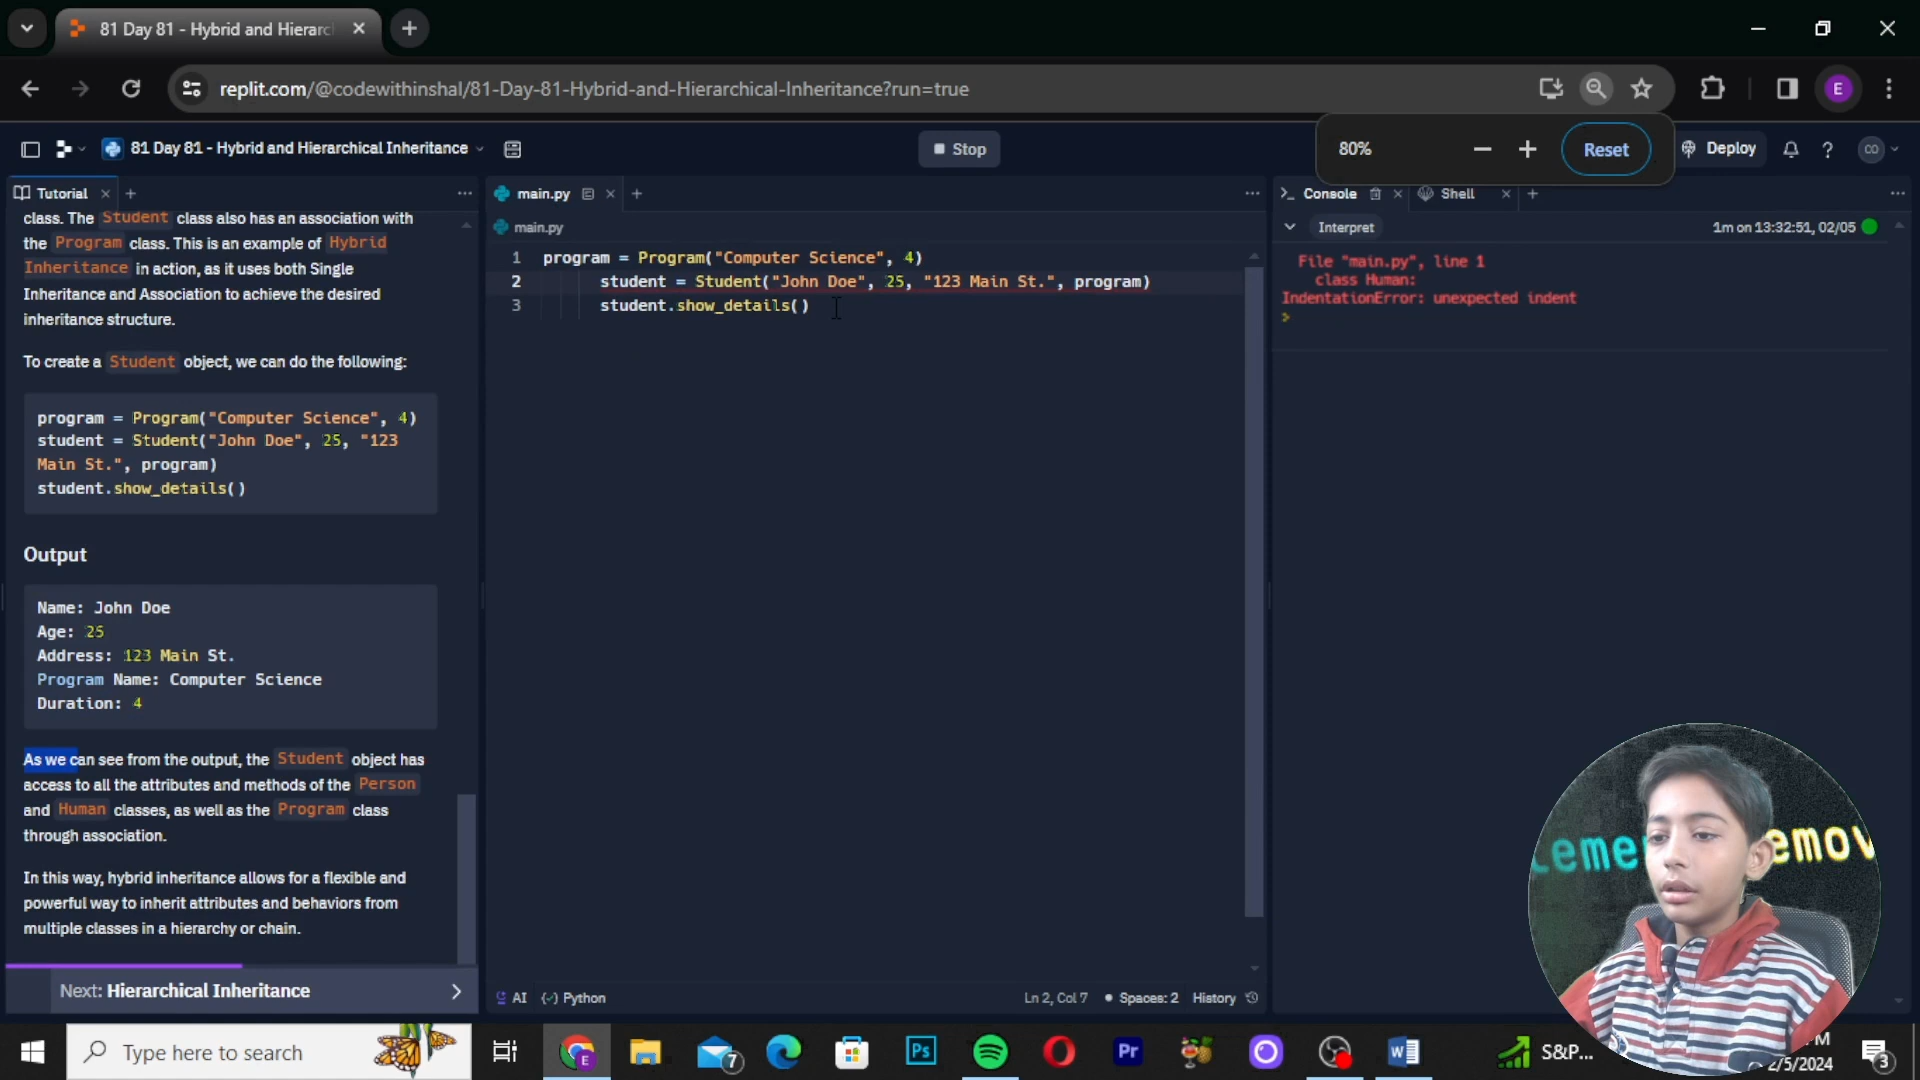 81 Day 81 - Hybrid and Hierarc
replit.com/@codewithinshal/81-Day-81-Hybrid-and-Hierarchical-Inheritance?run=true
E
81 Day 81 - Hybrid and Hierarchical Inheritance
Stop
80%
Reset
Deploy
?
CO
Tutorial
main.py
Console
Shell
class. The Student class also has an association with
the Program class. This is an example of Hybrid
Inheritance in action, as it uses both Single
Inheritance and Association to achieve the desired
inheritance structure.
To create a Student object, we can do the following:
program = Program("Computer Science", 4)
student = Student("John Doe", 25, "123
Main St.", program)
student.show_details()
Output
Name: John Doe
Age: 25
Address: 123 Main St.
Program Name: Computer Science
Duration: 4
As we can see from the output, the Student object has
access to all the attributes and methods of the Person
and Human classes, as well as the Program class
through association.
In this way, hybrid inheritance allows for a flexible and
powerful way to inherit attributes and behaviors from
multiple classes in a hierarchy or chain.
Next: Hierarchical Inheritance
main.py
1 program = Program("Computer Science", 4)
2 student = Student("John Doe", 25, "123 Main St.", program)
3 student.show_details()
AI
Python
Ln 2, Col 7
Spaces: 2
History
Interpret
1m on 13:32:51, 02/05
File "main.py", line 1
class Human:
IndentationError: unexpected indent
Type here to search
E
7
Ps
Pr
S&P...
2/5/2024
3